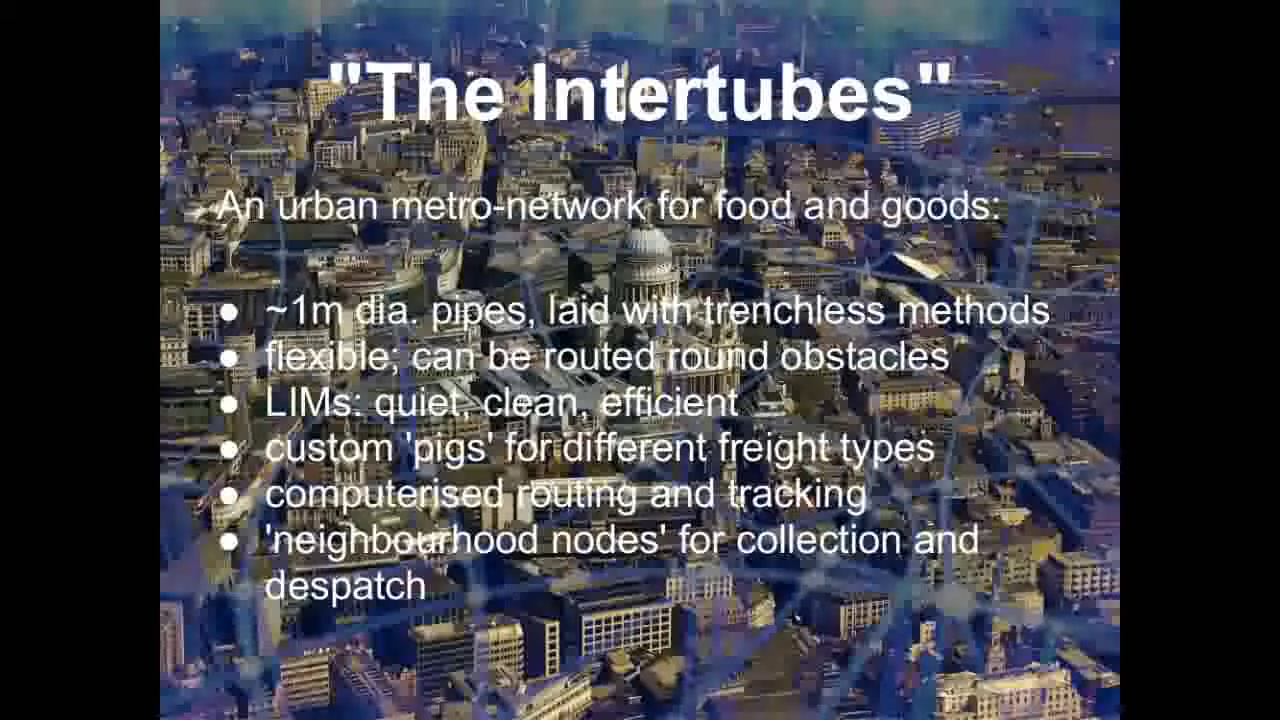 "The Intertubes"
An urban metro-network for food and goods:
● ~1m dia. pipes, laid with trenchless methods
● flexible; can be routed round obstacles
● LIMs: quiet, clean, efficient
● custom 'pigs' for different freight types
● computerised routing and tracking
● 'neighbourhood nodes' for collection and
despatch